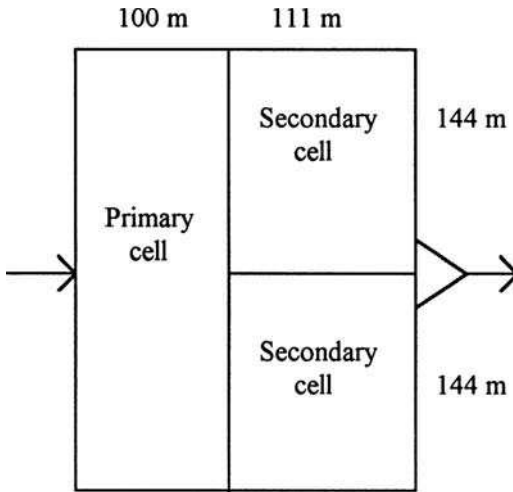 100 m
111 m
Secondary
cell
144 m
Primary
cell
Secondary
cell
144 m